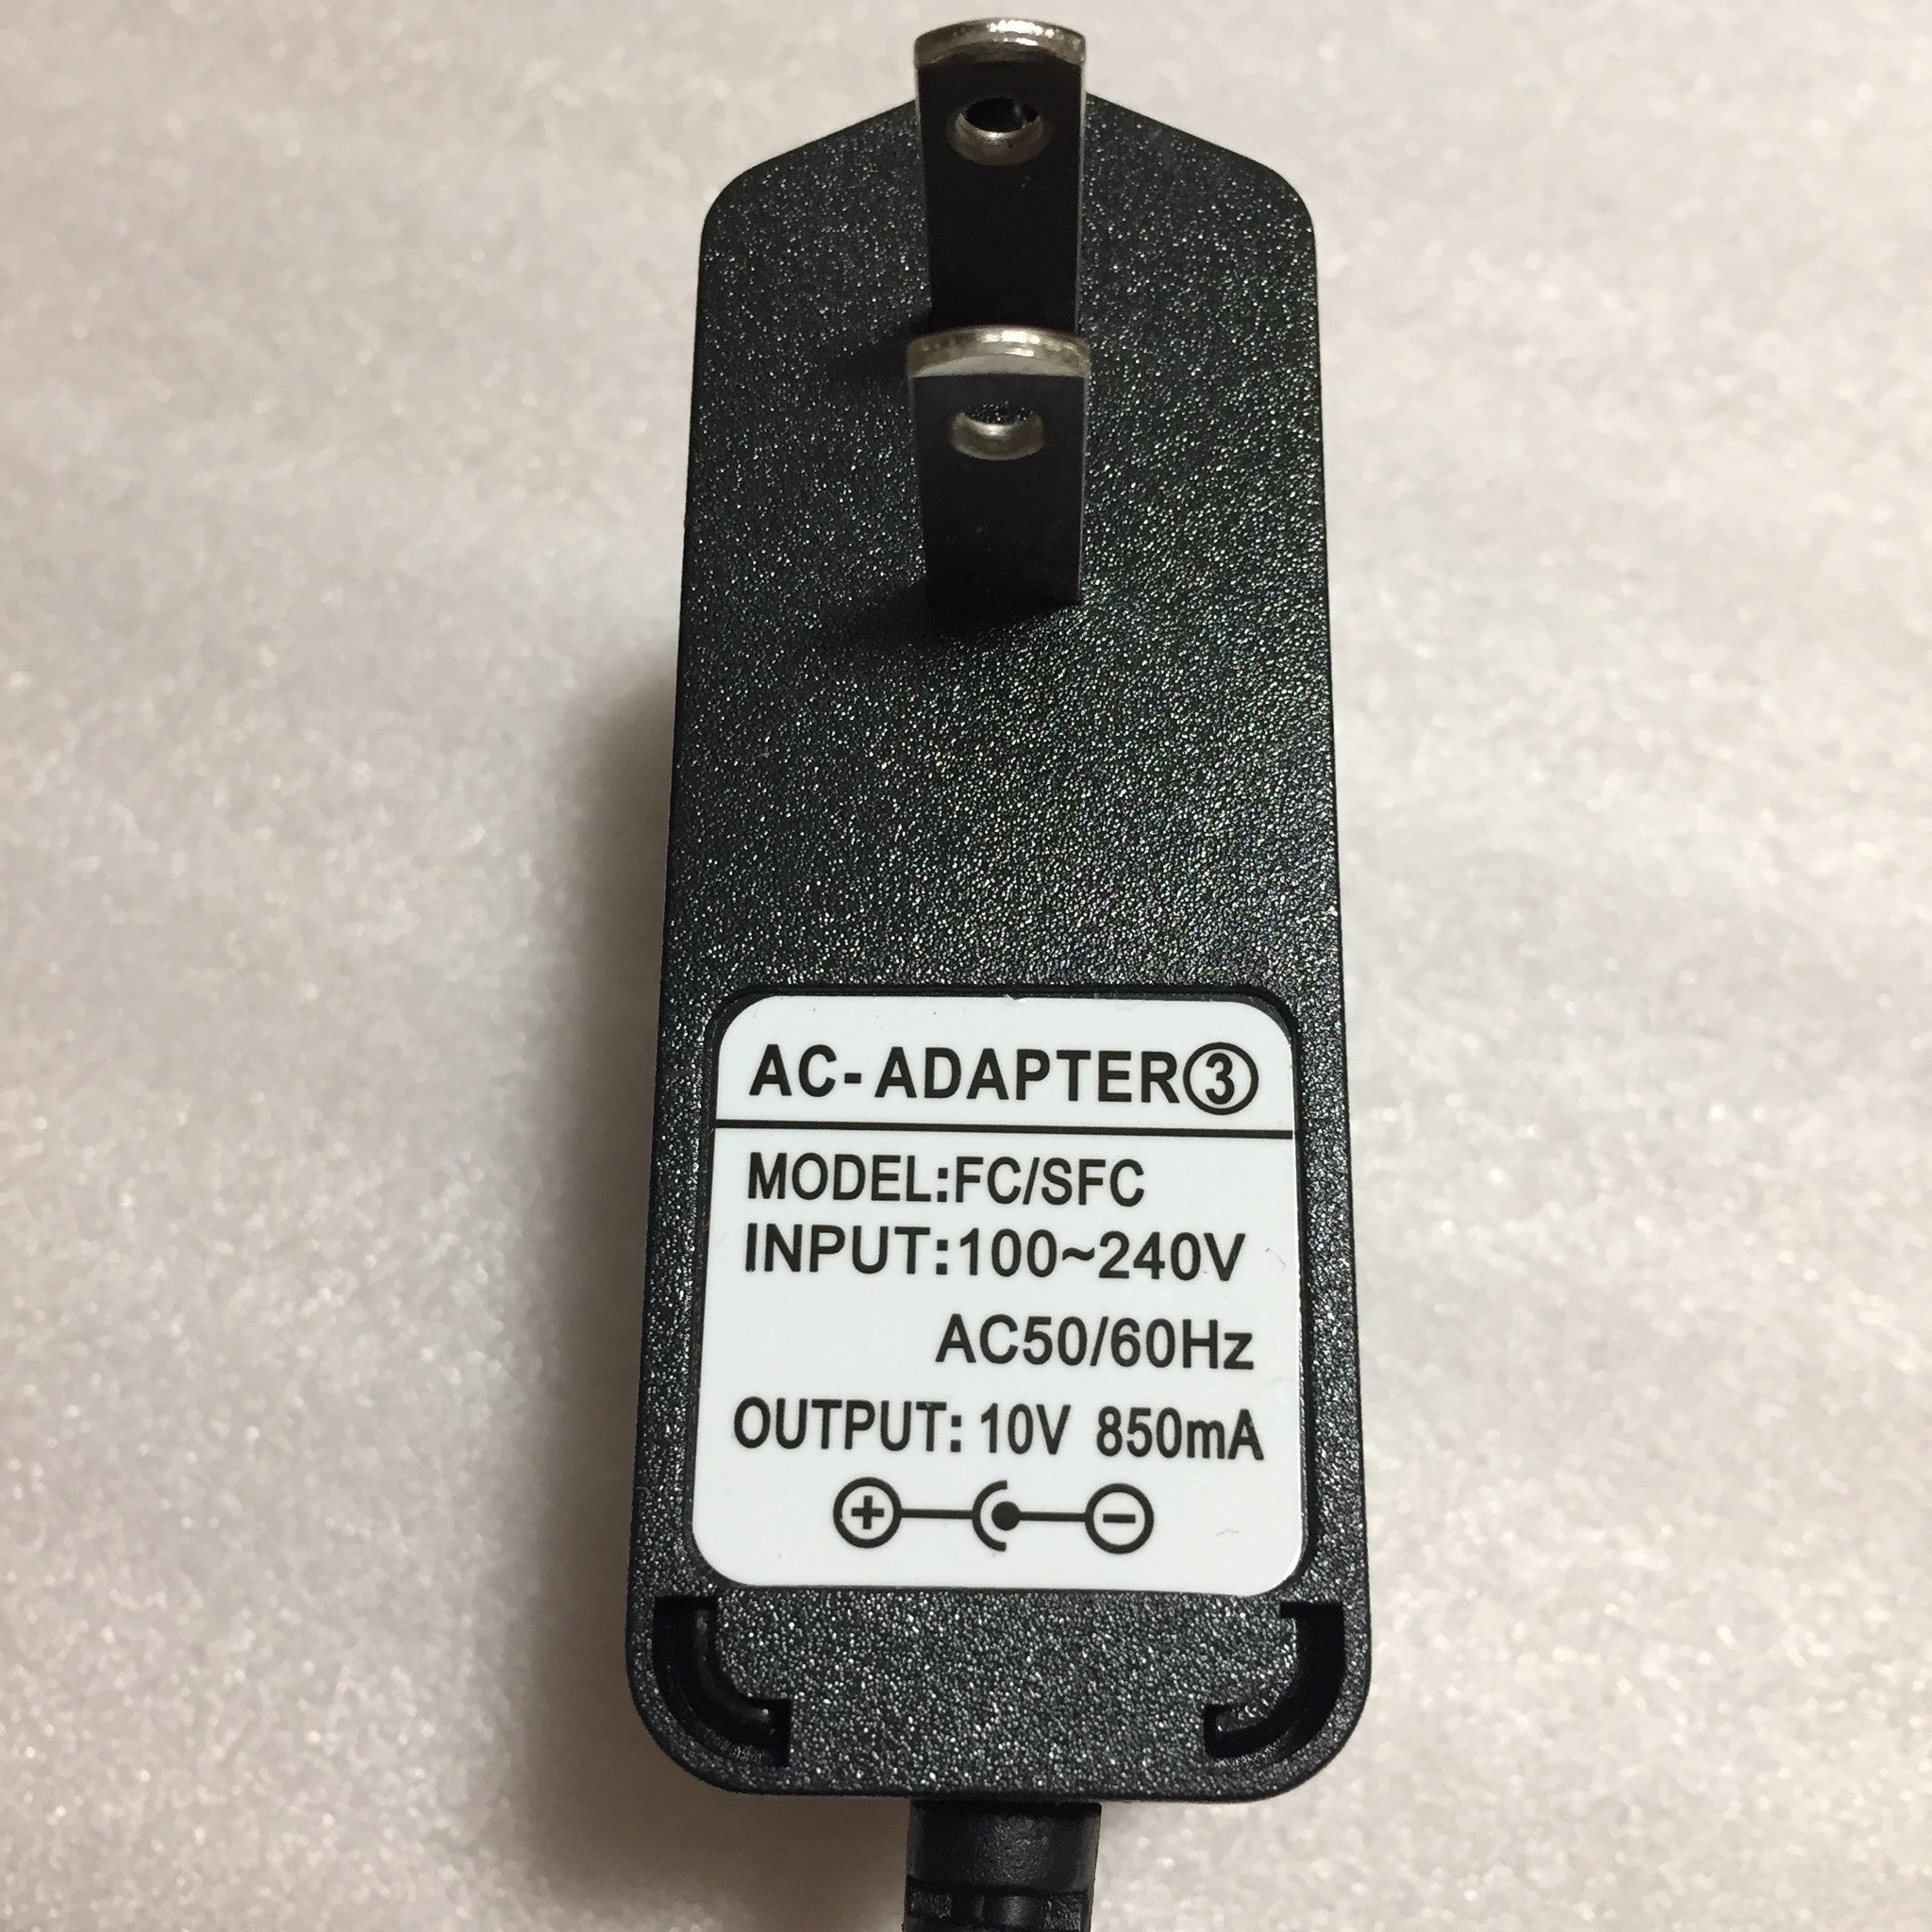 AC-ADAPTER③
MODEL:FC/SFC
INPUT:100~240V
AC50/60Hz
OUTPUT: 10V 850mA
+ −